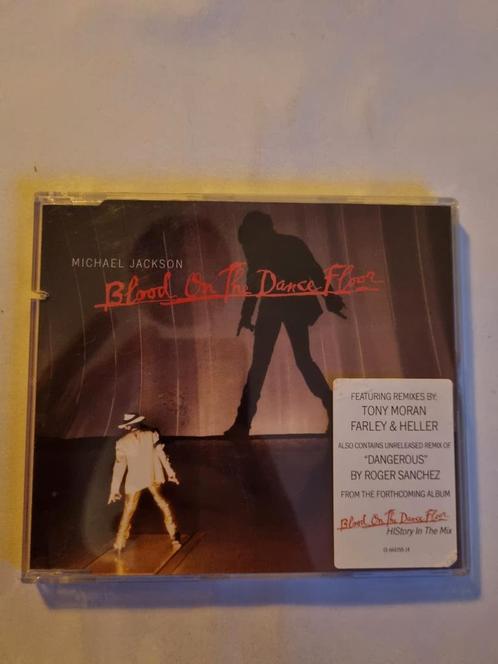 MICHAEL JACKSON
Blood On The Dance Floor
FEATURING REMIXES BY:
TONY MORAN
FARLEY & HELLER
ALSO CONTAINS UNRELEASED REMIX OF
"DANGEROUS"
BY ROGER SANCHEZ
FROM THE FORTHCOMING ALBUM
Blood On The Dance Floor
HIStory In The Mix